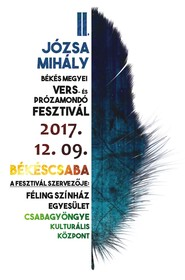 II.
JÓZSA
MIHÁLY
BÉKÉS MEGYEI
VERS- ÉS
PRÓZAMONDÓ
FESZTIVÁL
2017.
12. 09.
BÉKÉSCSABA
A FESZTIVÁL SZERVEZŐJE:
FÉLING SZÍNHÁZ
EGYESÜLET
CSABAGYÖNGYE
KULTURÁLIS
KÖZPONT